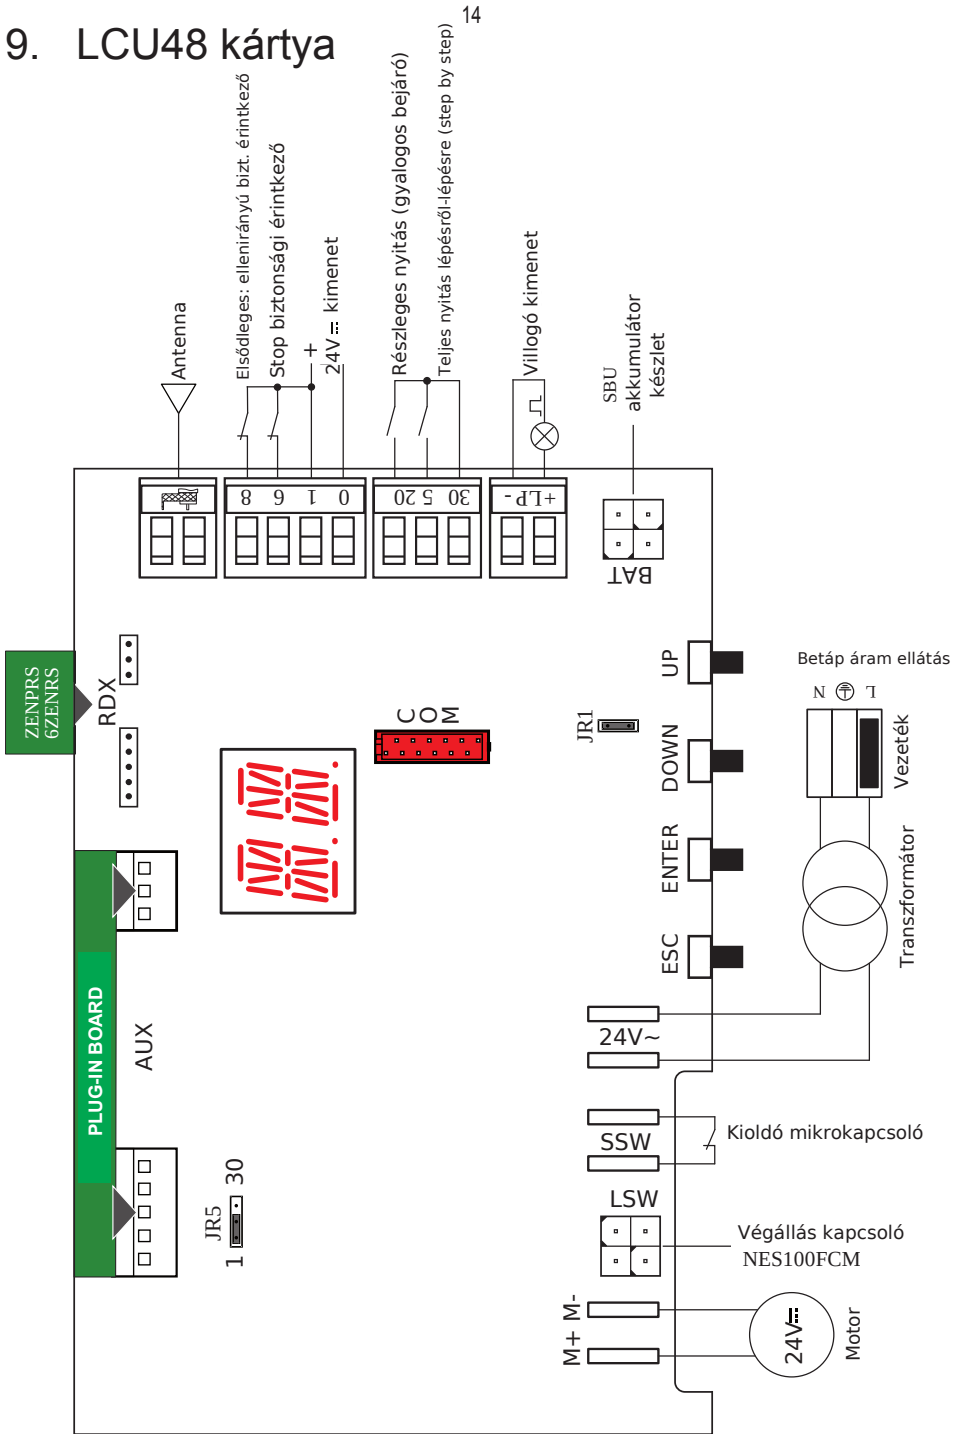 14
9. LCU48 kártya
Antenna
Elsődleges: ellenirányú bizt. érintkező
Stop biztonsági érintkező
+
24V⎓ kimenet
Részleges nyitás (gyalogos bejáró)
Teljes nyitás lépésről-lépésre (step by step)
Villogó kimenet
SBU
akkumulátor
készlet
8 6 1 0
20 5 30
- LP+
BAT
ZENPRS
6ZENRS
RDX
COM
JR1
UP
DOWN
ENTER
ESC
Betáp áram ellátás
N L
Vezeték
Transzformátor
PLUG-IN BOARD
AUX
JR5
1 30
24V~
SSW
Kioldó mikrokapcsoló
LSW
Végállás kapcsoló
NES100FCM
M+ M-
24V⎓
Motor